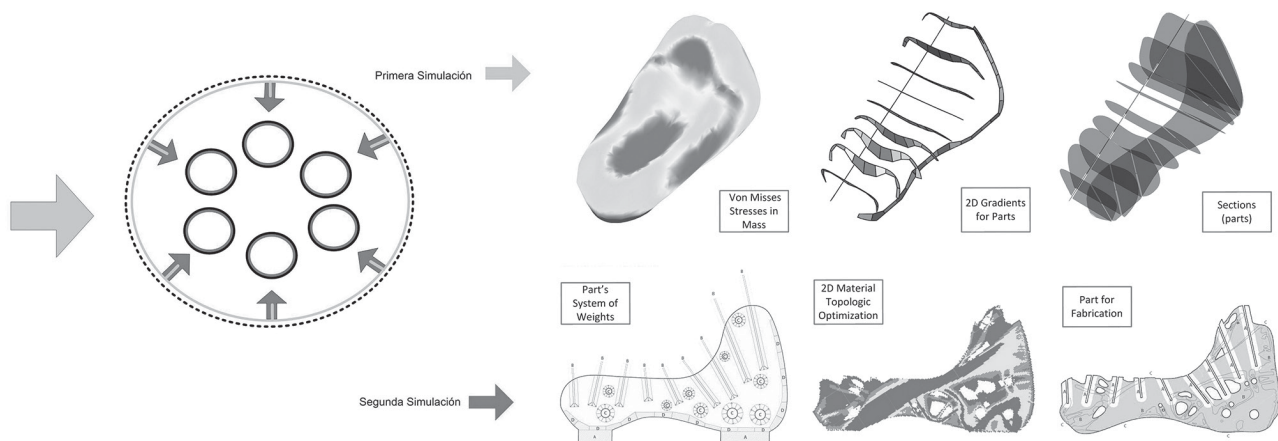 Primera Simulación
Von Misses
Stresses in
Mass
2D Gradients
for Parts
Sections
(parts)
Part's
System of
Weights
2D Material
Topologic
Optimization
Part for
Fabrication
Segunda Simulación